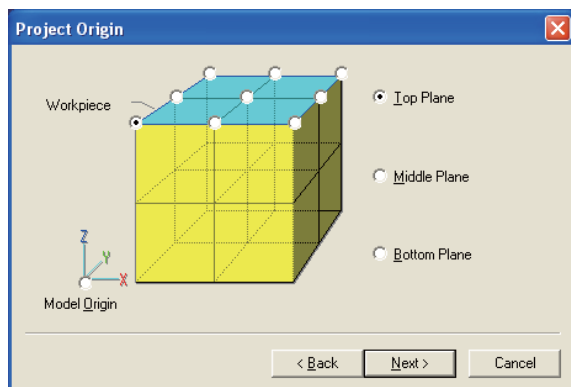 Project Origin
Workpiece
Top Plane
Middle Plane
Z
Y
X
Bottom Plane
Model Origin
< Back
Next >
Cancel